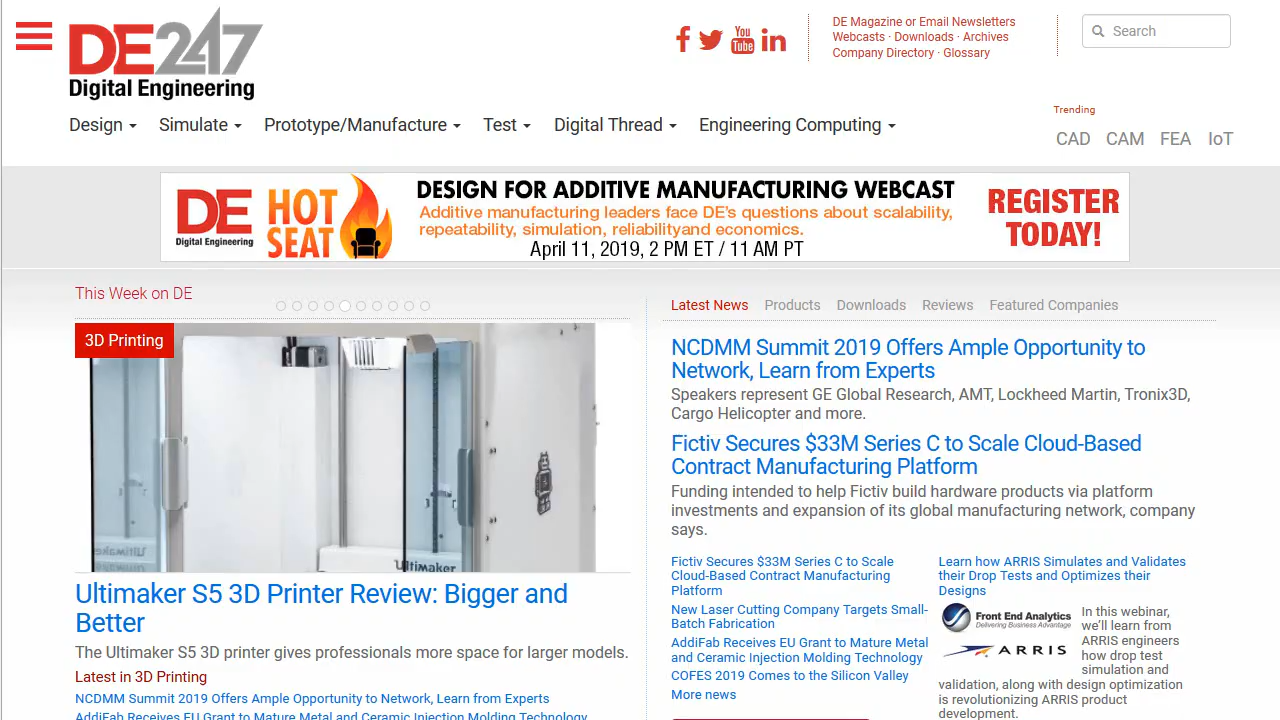 DE247
Digital Engineering
You
Tube
DE Magazine or Email Newsletters
Webcasts · Downloads · Archives
Company Directory · Glossary
Search
Design
Simulate
Prototype/Manufacture
Test
Digital Thread
Engineering Computing
Trending
CAD CAM FEA IoT
DE
Digital Engineering
HOT
SEAT
DESIGN FOR ADDITIVE MANUFACTURING WEBCAST
Additive manufacturing leaders face DE's questions about scalability,
repeatability, simulation, reliabilityand economics.
April 11, 2019, 2 PM ET / 11 AM PT
REGISTER
TODAY!
This Week on DE
3D Printing
Ultimaker
Ultimaker
Ultimaker S5 3D Printer Review: Bigger and
Better
The Ultimaker S5 3D printer gives professionals more space for larger models.
Latest in 3D Printing
NCDMM Summit 2019 Offers Ample Opportunity to Network, Learn from Experts
AddiFab Receives EU Grant to Mature Metal and Ceramic Injection Molding Technology
Latest News Products Downloads Reviews Featured Companies
NCDMM Summit 2019 Offers Ample Opportunity to
Network, Learn from Experts
Speakers represent GE Global Research, AMT, Lockheed Martin, Tronix3D,
Cargo Helicopter and more.
Fictiv Secures $33M Series C to Scale Cloud-Based
Contract Manufacturing Platform
Funding intended to help Fictiv build hardware products via platform
investments and expansion of its global manufacturing network, company
says.
Fictiv Secures $33M Series C to Scale
Cloud-Based Contract Manufacturing
Platform
New Laser Cutting Company Targets Small-
Batch Fabrication
AddiFab Receives EU Grant to Mature Metal
and Ceramic Injection Molding Technology
COFES 2019 Comes to the Silicon Valley
More news
Learn how ARRIS Simulates and Validates
their Drop Tests and Optimizes their
Designs
Front End Analytics
Delivering Business Advantage
ARRIS
In this webinar,
we'll learn from
ARRIS engineers
how drop test
simulation and
validation, along with design optimization
is revolutionizing ARRIS product
development.